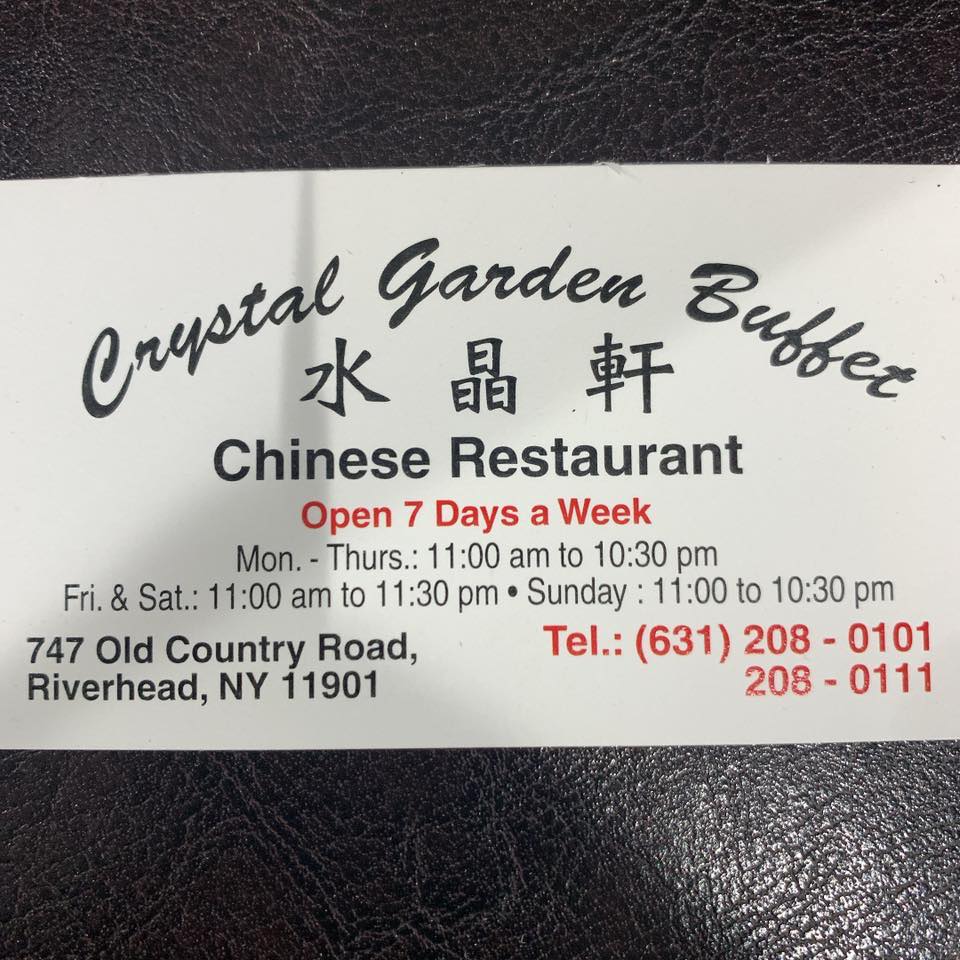 Crystal Garden Buffet
水晶軒
Chinese Restaurant
Open 7 Days a Week
Mon. - Thurs.: 11:00 am to 10:30 pm
Fri. & Sat.: 11:00 am to 11:30 pm • Sunday : 11:00 to 10:30 pm
747 Old Country Road,
Riverhead, NY 11901
Tel.: (631) 208 - 0101
208 - 0111